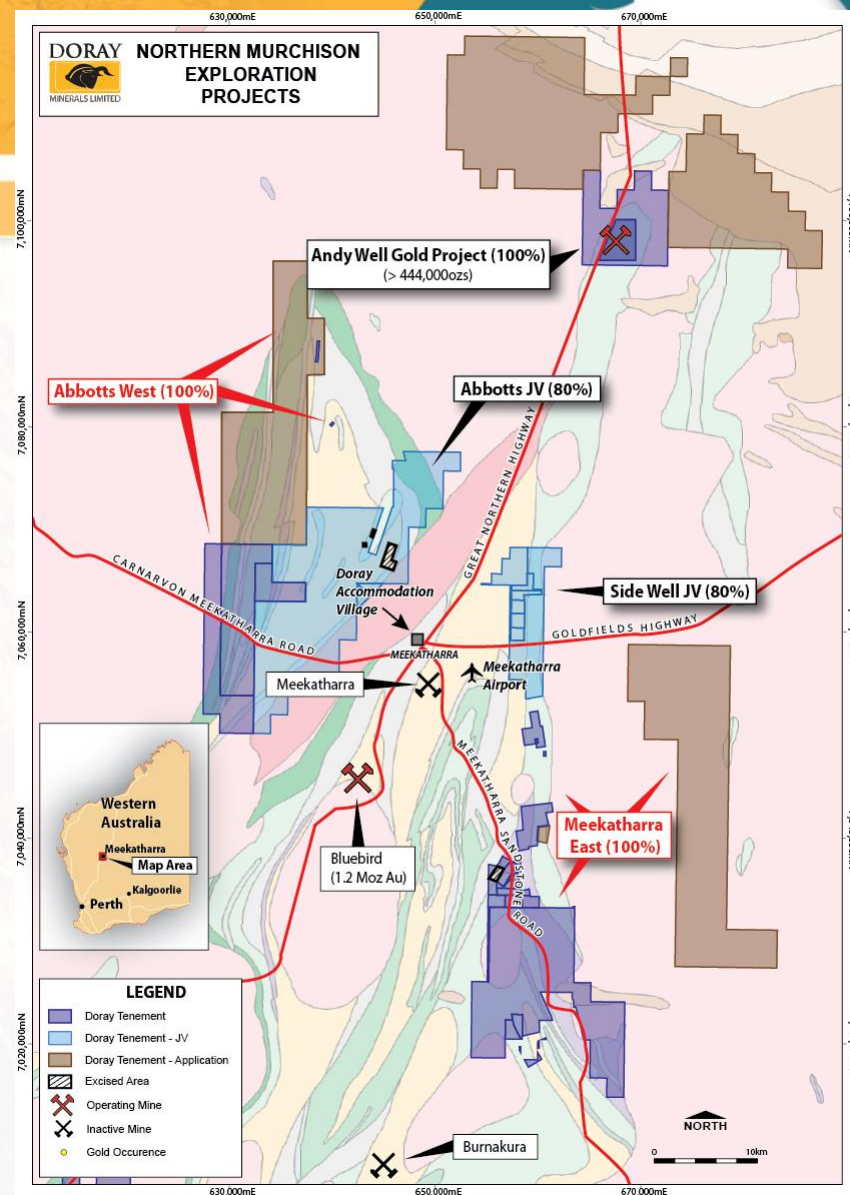 630,000mE
650,000mE
670,000mE
DORAY
MINERALS LIMITED
NORTHERN MURCHISON
EXPLORATION
PROJECTS
7,100,000mN
7,080,000mN
7,060,000mN
7,040,000mN
7,020,000mN
Andy Well Gold Project (100%)
(> 444,000ozs)
Abbotts West (100%)
Abbotts JV (80%)
GREAT NORTHERN HIGHWAY
CARNARVON MEEKATHARRA ROAD
Doray
Accommodation
Village
Side Well JV (80%)
GOLDFIELDS HIGHWAY
MEEKATHARRA
Meekatharra
Meekatharra
Airport
MEEKATHARRA SANDISTONE ROAD
Meekatharra
East (100%)
Bluebird
(1.2 Moz Au)
Western
Australia
Meekatharra
Map Area
Kalgoorlie
Perth
LEGEND
Doray Tenement
Doray Tenement - JV
Doray Tenement - Application
Excised Area
Operating Mine
Inactive Mine
Gold Occurence
Burnakura
NORTH
0
10km
630,000mE
650,000mE
670,000mE